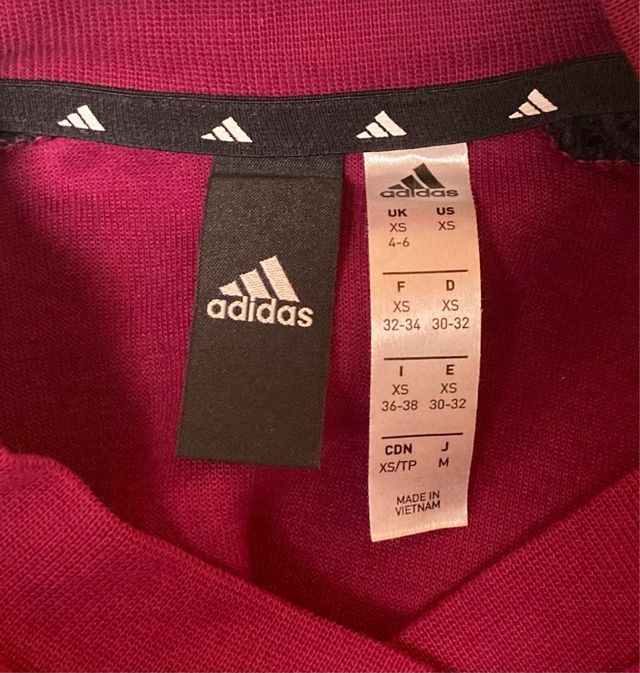 adidas
adidas
UK US
XS XS
4-6
F D
XS XS
32-34 30-32
I E
XS XS
36-38 30-32
CDN J
XS/TP M
MADE IN
VIETNAM